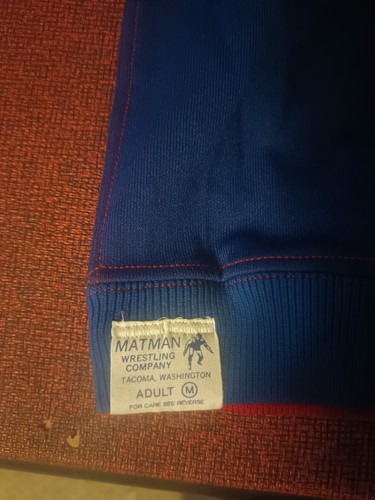 MATMAN
WRESTLING
COMPANY
TACOMA, WASHINGTON
ADULT M
FOR CARE SEE REVERSE